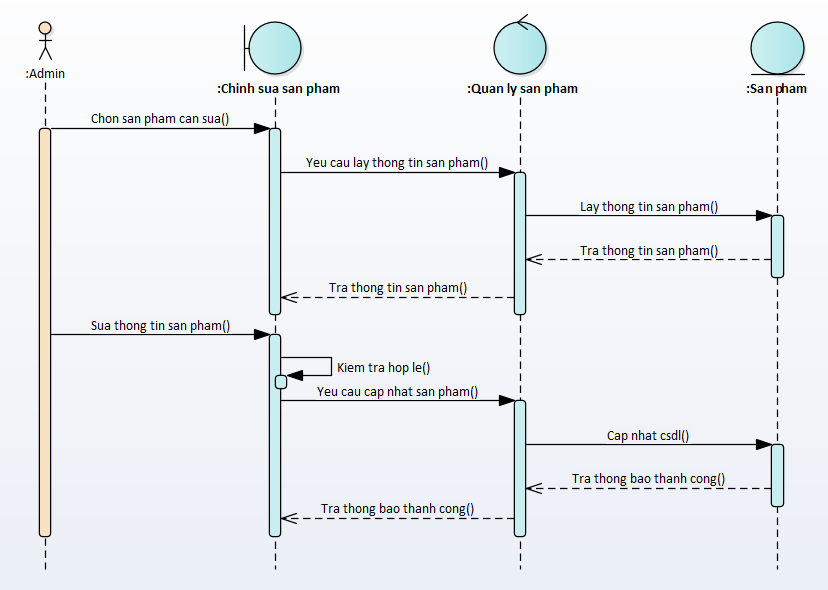 :Admin
:Chinh sua san pham
:Quan ly san pham
:San pham
Chon san pham can sua()
Yeu cau lay thong tin san pham()
Lay thong tin san pham()
Tra thong tin san pham()
Tra thong tin san pham()
Sua thong tin san pham()
Kiem tra hop le()
Yeu cau cap nhat san pham()
Cap nhat csdl()
Tra thong bao thanh cong()
Tra thong bao thanh cong()